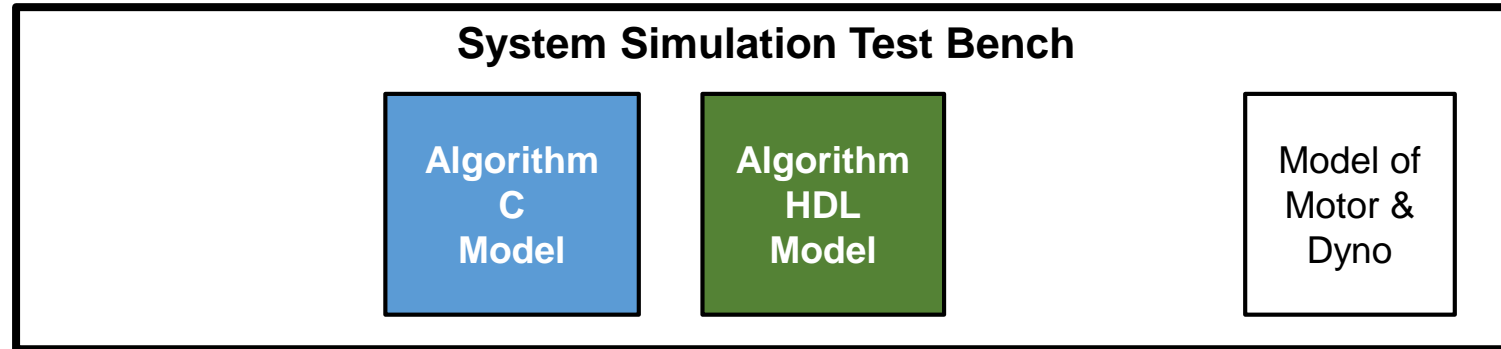 System Simulation Test Bench
Algorithm
C
Model
Algorithm
HDL
Model
Model of
Motor &
Dyno